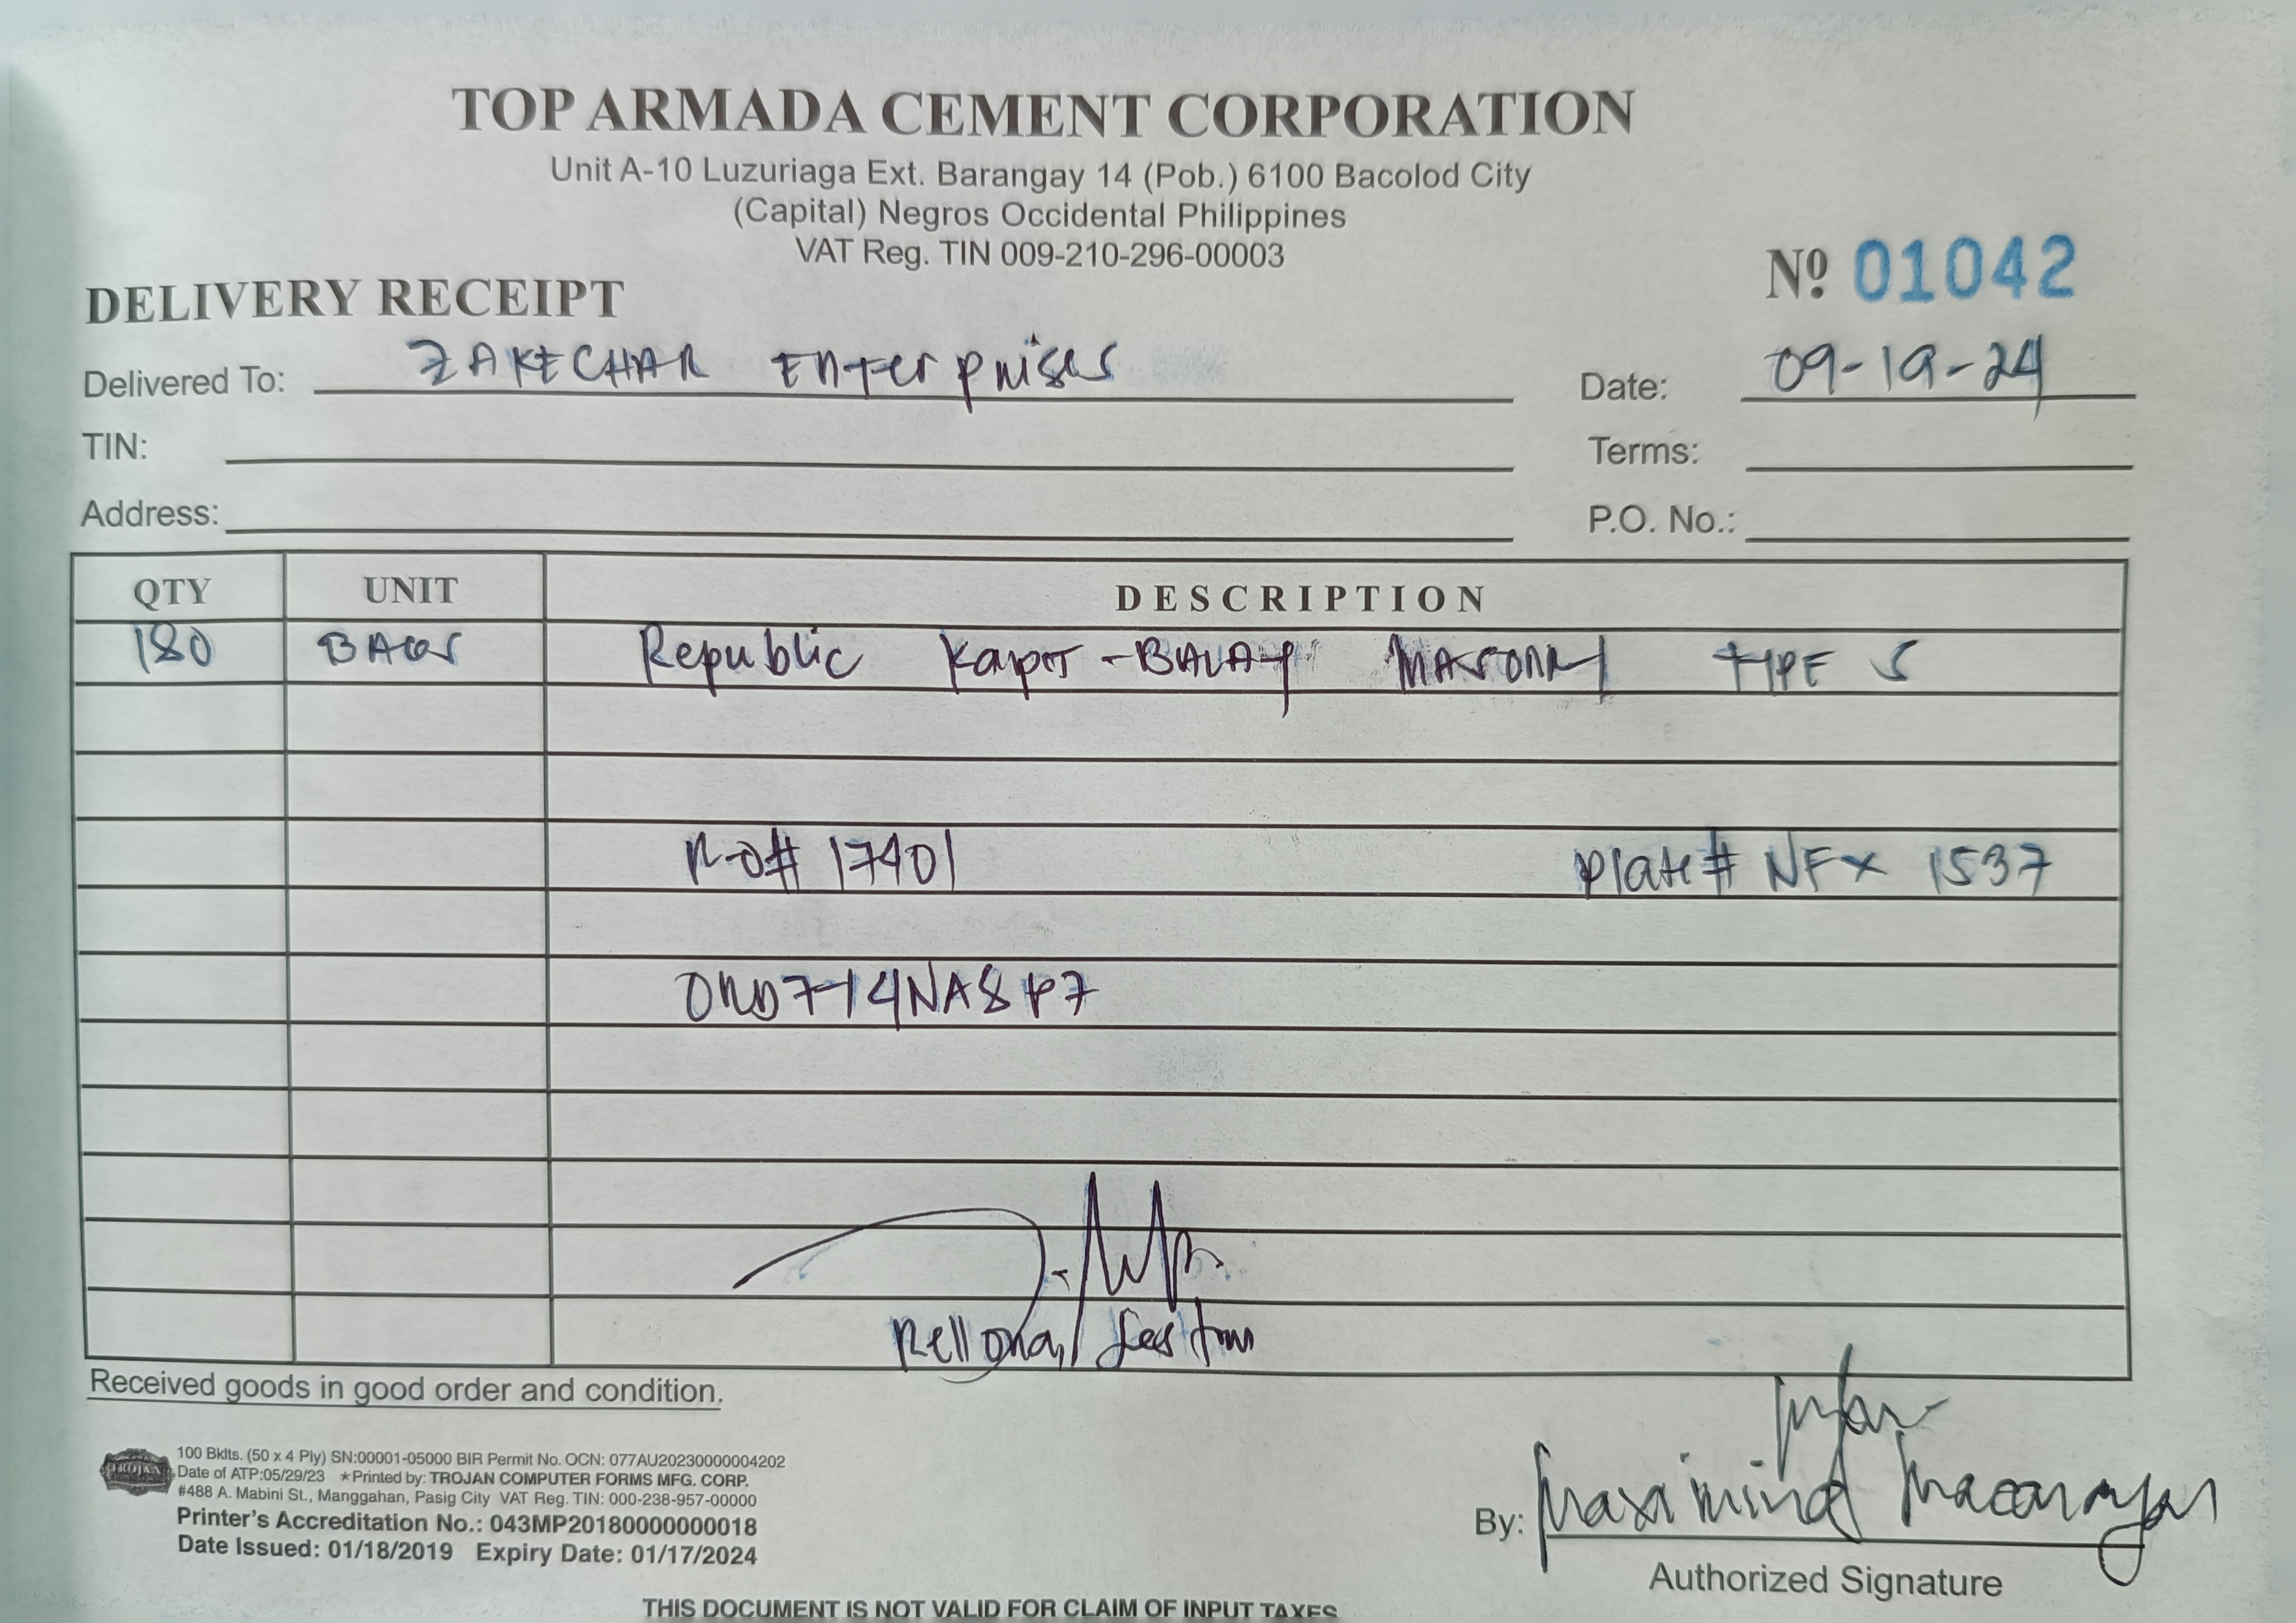 TOP ARMADA CEMENT CORPORATION
Unit A-10 Luzuriaga Ext. Barangay 14 (Pob.) 6100 Bacolod City
(Capital) Negros Occidental Philippines
VAT Reg. TIN 009-210-296-00003
DELIVERY RECEIPT Nº 01042
Delivered To: ZAKECHAR Enterprises Date: 09-19-24
TIN: Terms:
Address: P.O. No.:
QTY UNIT DESCRIPTION
180 BAGS Republic Kapit-BALAY MASONRY TYPE S
R-O# 17401 Plate# NFX 1537
Received goods in good order and condition.
TROJAN
100 Bklts. (50 x 4 Ply) SN:00001-05000 BIR Permit No. OCN: 077AU20230000004202
Date of ATP:05/29/23 ★Printed by: TROJAN COMPUTER FORMS MFG. CORP.
#488 A. Mabini St., Manggahan, Pasig City VAT Reg. TIN: 000-238-957-00000
Printer's Accreditation No.: 043MP20180000000018
Date Issued: 01/18/2019 Expiry Date: 01/17/2024
By:
Authorized Signature
THIS DOCUMENT IS NOT VALID FOR CLAIM OF INPUT TAXES